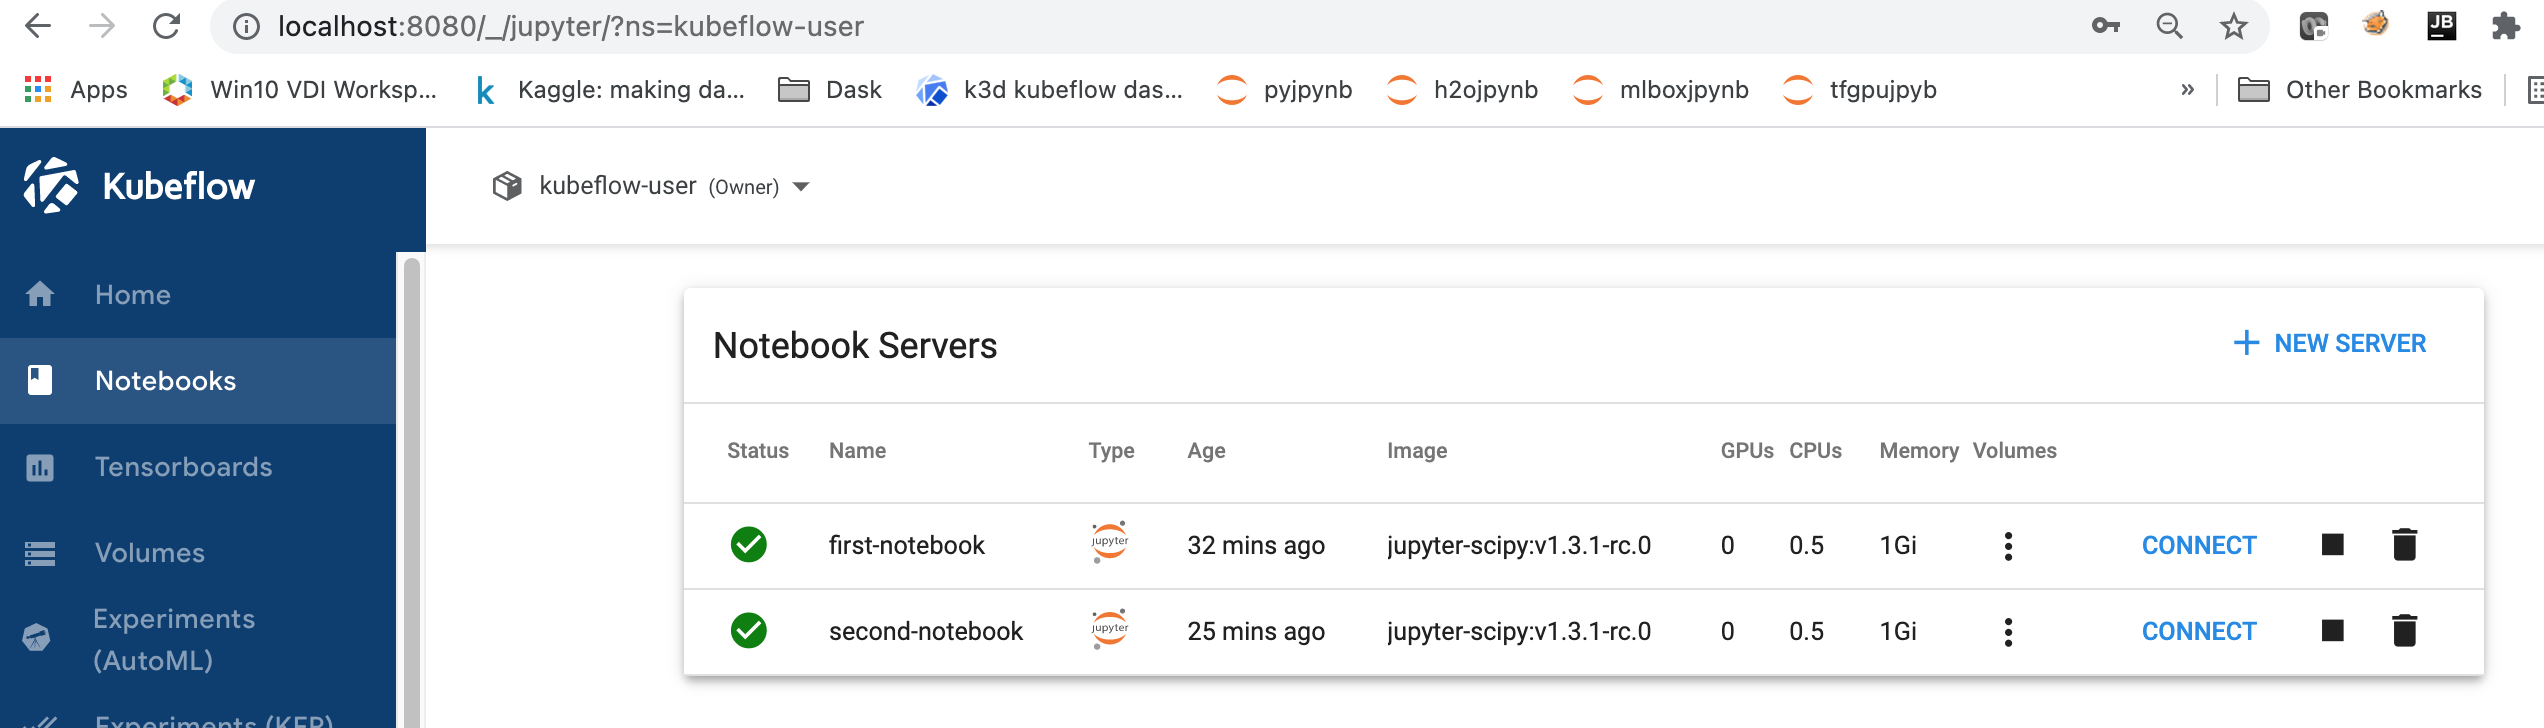 localhost:8080/_/jupyter/?ns=kubeflow-user
JB
Apps Win10 VDI Worksp... Kaggle: making da... Dask k3d kubeflow das... pyjpynb h2ojpynb mlboxjpynb tfgpujpyb » Other Bookmarks
Kubeflow
kubeflow-user (Owner)
Home
Notebooks
Tensorboards
Volumes
Experiments
(AutoML)
Experiments (KFP)
Notebook Servers
NEW SERVER
Status Name Type Age Image GPUs CPUs Memory Volumes
first-notebook jupyter 32 mins ago jupyter-scipy:v1.3.1-rc.0 0 0.5 1Gi CONNECT
second-notebook jupyter 25 mins ago jupyter-scipy:v1.3.1-rc.0 0 0.5 1Gi CONNECT